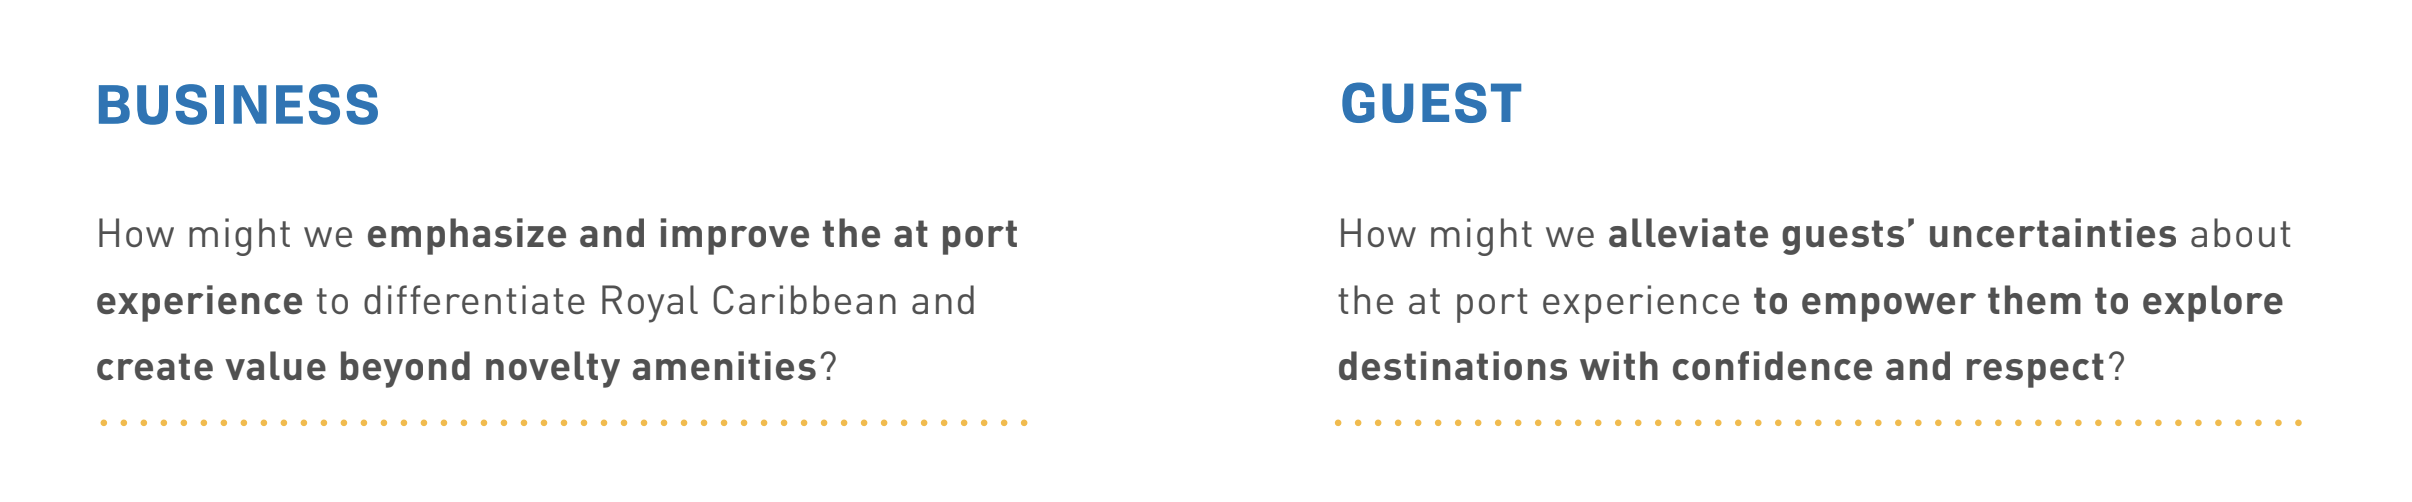 BUSINESS
How might we emphasize and improve the at port
experience to differentiate Royal Caribbean and
create value beyond novelty amenities?
GUEST
How might we alleviate guests’ uncertainties about
the at port experience to empower them to explore
destinations with confidence and respect?